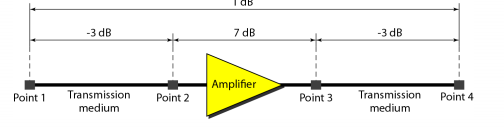 1 dB
-3 dB 7 dB -3 dB
Amplifier
Point 1 Transmission medium Point 2 Point 3 Transmission medium Point 4